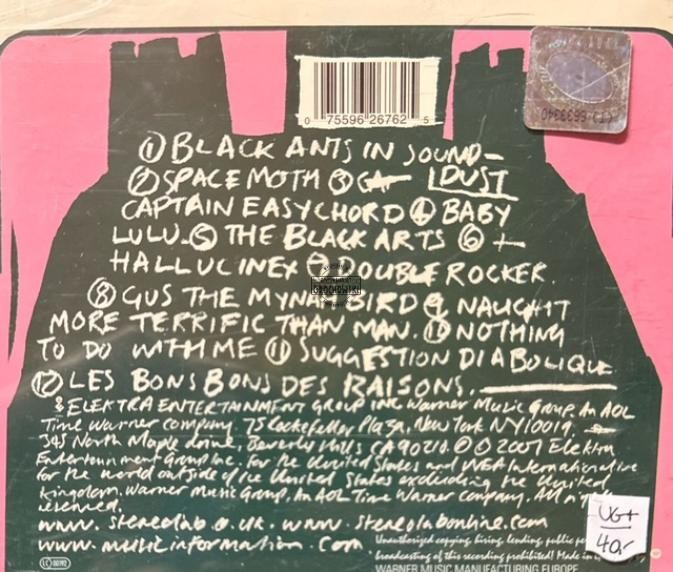 0 75596 26762 5
① BLACK ANTS IN SOUND-
② SPACE MOTH ③ DUST
CAPTAIN EASYCHORD ④ BABY
LULU. ⑤ THE BLACK ARTS ⑥
HALLUCINEX ⑦ DOUBLE ROCKER.
⑧ GUS THE MYNAH BIRD ⑨ NAUGHT
MORE TERRIFIC THAN MAN. ⑩ NOTHING
TO DO WITH ME ⑪ SUGGESTION DIABOLIQUE
⑫ LES BONS BONS DES RAISONS.
ELEKTRA ENTERTAINMENT GROUP INC Warner Music Group. An AOL
Time Warner company. 75 Rockefeller Plaza, New York NY10019.
345 North Maple drive, Beverly Hills CA 90210. ℗ © 2001 Elektra
Entertainment Group Inc. for the United States and WEA International Inc
for the world outside of the United States excluding the United
Kingdom. Warner Music Group, An AOL Time Warner company. All rights
reserved.
www. stereolab.co.uk. www. stereolabonline.com
www.musicinformation.com
Unauthorized copying, hiring, lending, public
broadcasting of this recording prohibited! Made in
WARNER MUSIC MANUFACTURING EUROPE
LC 00192
VG+
40,-